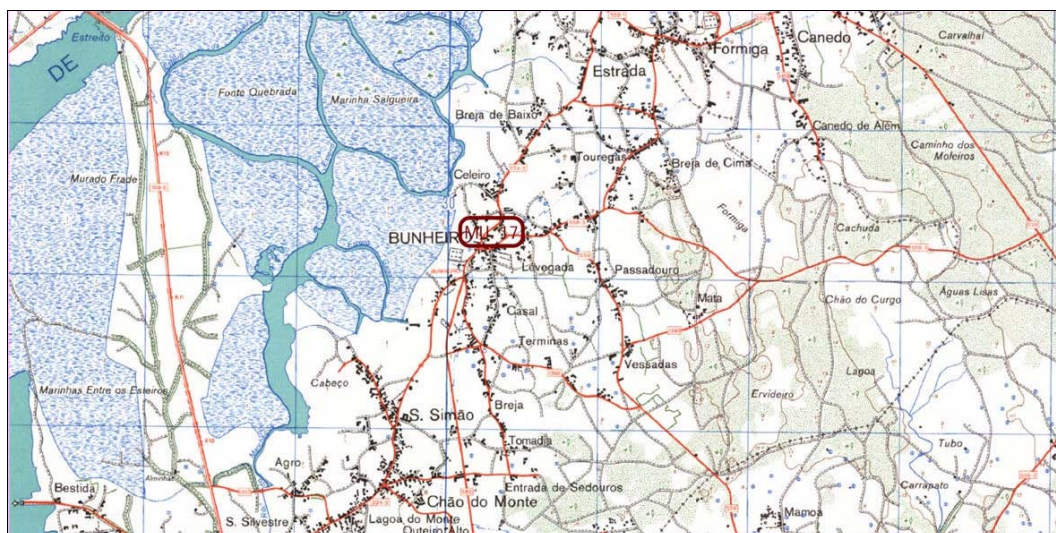 Estreito
DE
Fonte Quebrada
Marinha Salgueira
Estrada
Formiga
Canedo
Carvalhal
Breja de Baixo
Canedo de Além
Caminho dos
Moleiros
Touregas
Breja de Cima
Murado Frade
Celeiro
Formiga
Cachuda
BUNHEIR
MU 17
Lovegada
Passadouro
Mata
Chão do Curgo
Águas Lisas
Casal
Terminas
Vessadas
Lagoa
Marinhas Entre os Esteiros
Cabeço
Ervideiro
S. Simão
Breja
Tomadia
Tubo
Agro
Entrada de Sedouros
Carrapato
Bestida
Chão do Monte
S. Silvestre
Lagoa do Monte
Outeiro Alto
Mamoa